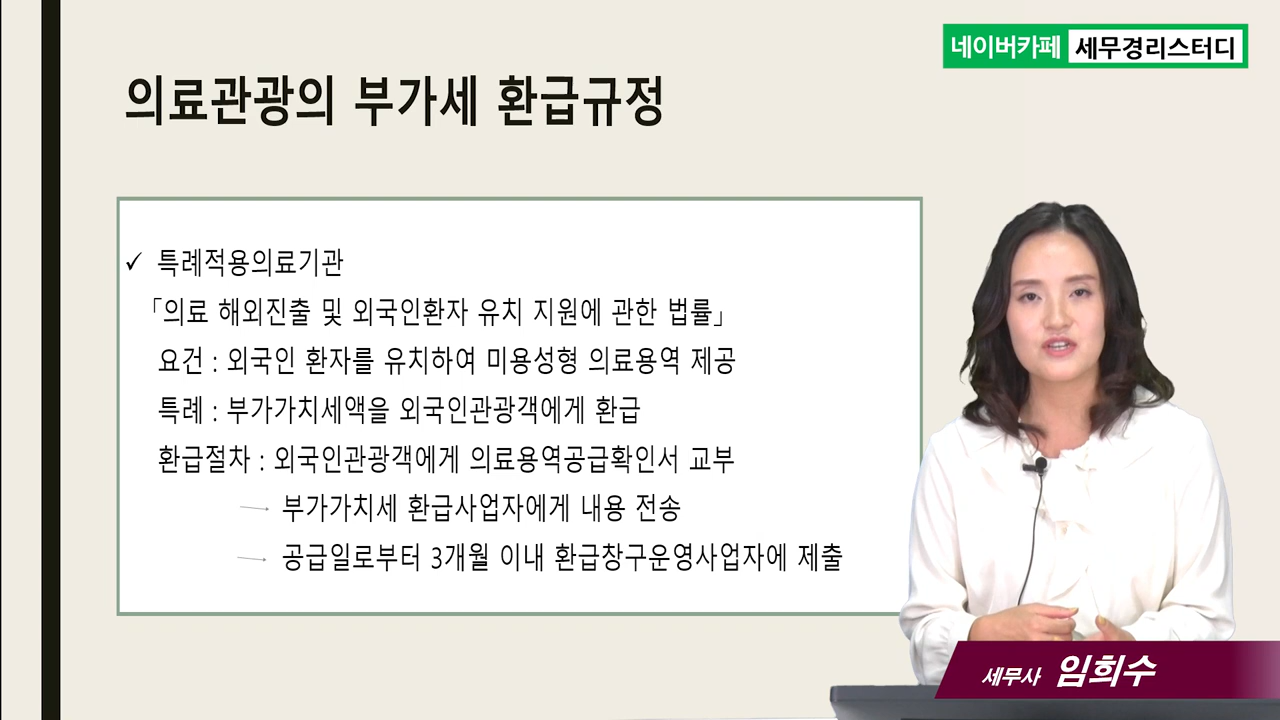 네이버카페 세무경리스터디
의료관광의 부가세 환급규정
✓ 특례적용의료기관
「의료 해외진출 및 외국인환자 유치 지원에 관한 법률」
요건 : 외국인 환자를 유치하여 미용성형 의료용역 제공
특례 : 부가가치세액을 외국인관광객에게 환급
환급절차 : 외국인관광객에게 의료용역공급확인서 교부
→ 부가가치세 환급사업자에게 내용 전송
→ 공급일로부터 3개월 이내 환급창구운영사업자에 제출
세무사 임희수